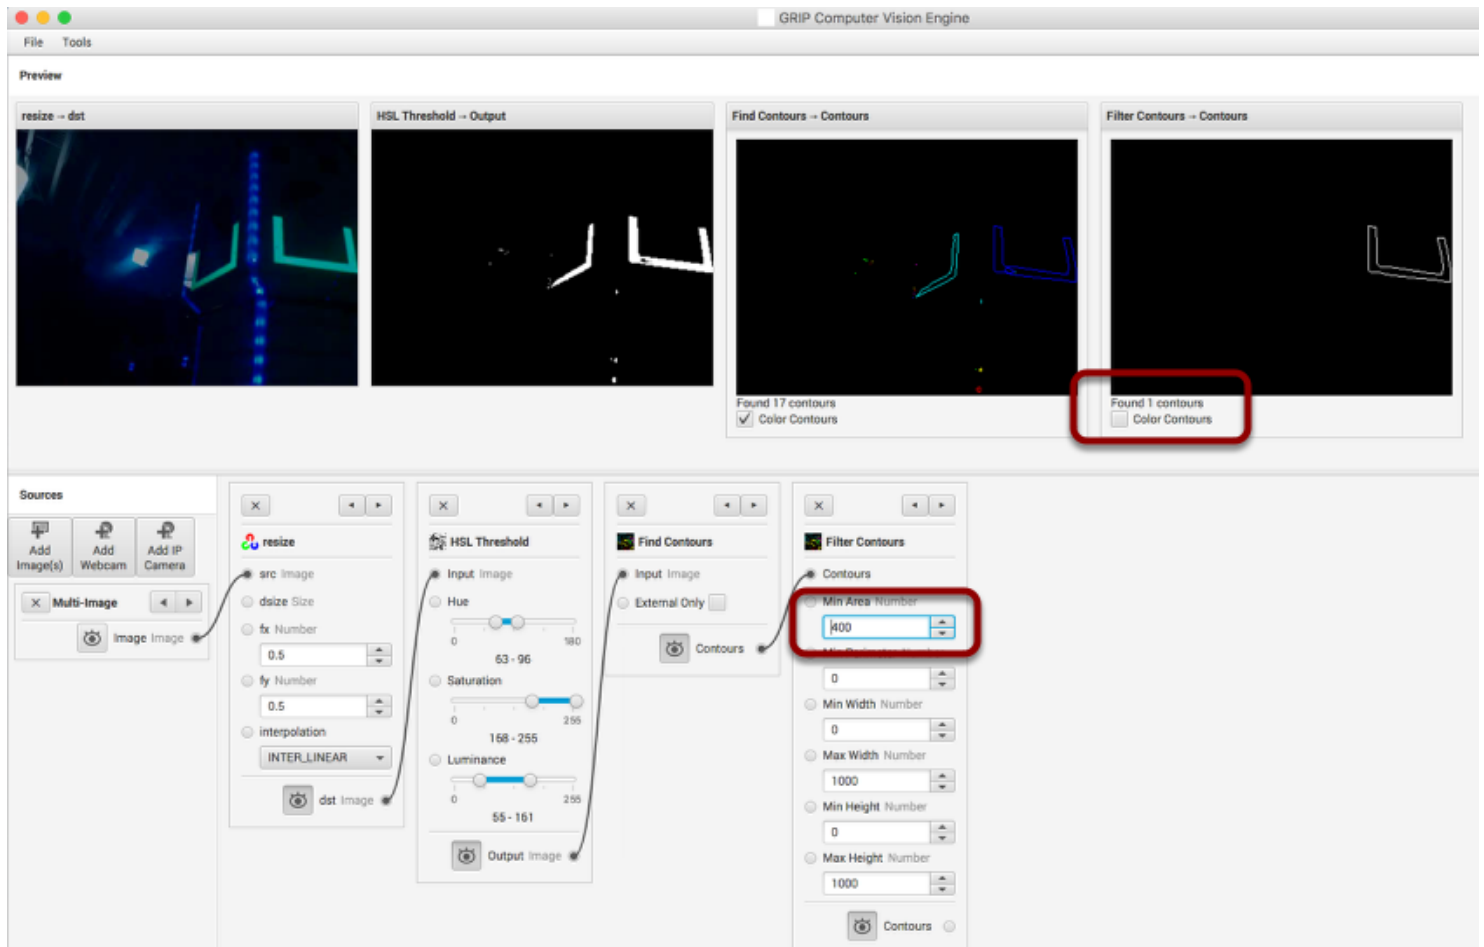 GRIP Computer Vision Engine
File Tools
Preview
resize → dst
HSL Threshold → Output
Find Contours → Contours
Filter Contours → Contours
Found 17 contours
Color Contours
Found 1 contours
Color Contours
Sources
Add Image(s)
Add Webcam
Add IP Camera
Multi-Image
Image Image
resize
src Image
dsize Size
fx Number
0.5
fy Number
0.5
interpolation
INTER_LINEAR
dst Image
HSL Threshold
Input Image
Hue
0 180
63 - 96
Saturation
0 255
168 - 255
Luminance
0 255
55 - 161
Output Image
Find Contours
Input Image
External Only
Contours
Filter Contours
Contours
Min Area Number
400
Min Perimeter Number
0
Min Width Number
0
Max Width Number
1000
Min Height Number
0
Max Height Number
1000
Contours